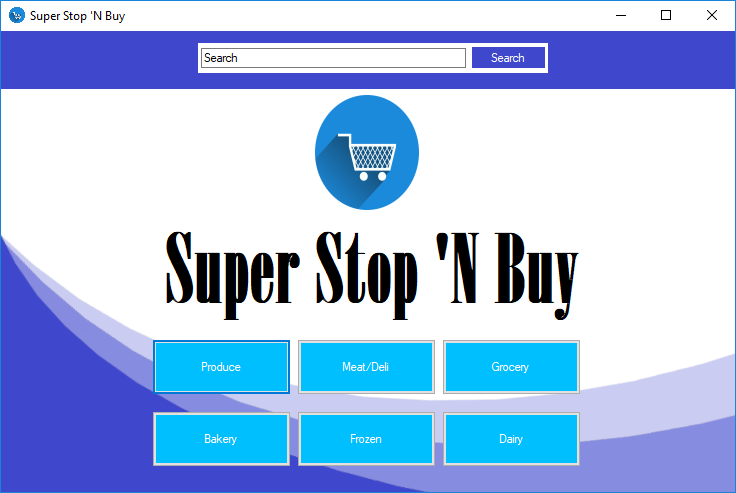 Super Stop 'N Buy
Search Search
Super Stop 'N Buy
Produce Meat/Deli Grocery
Bakery Frozen Dairy